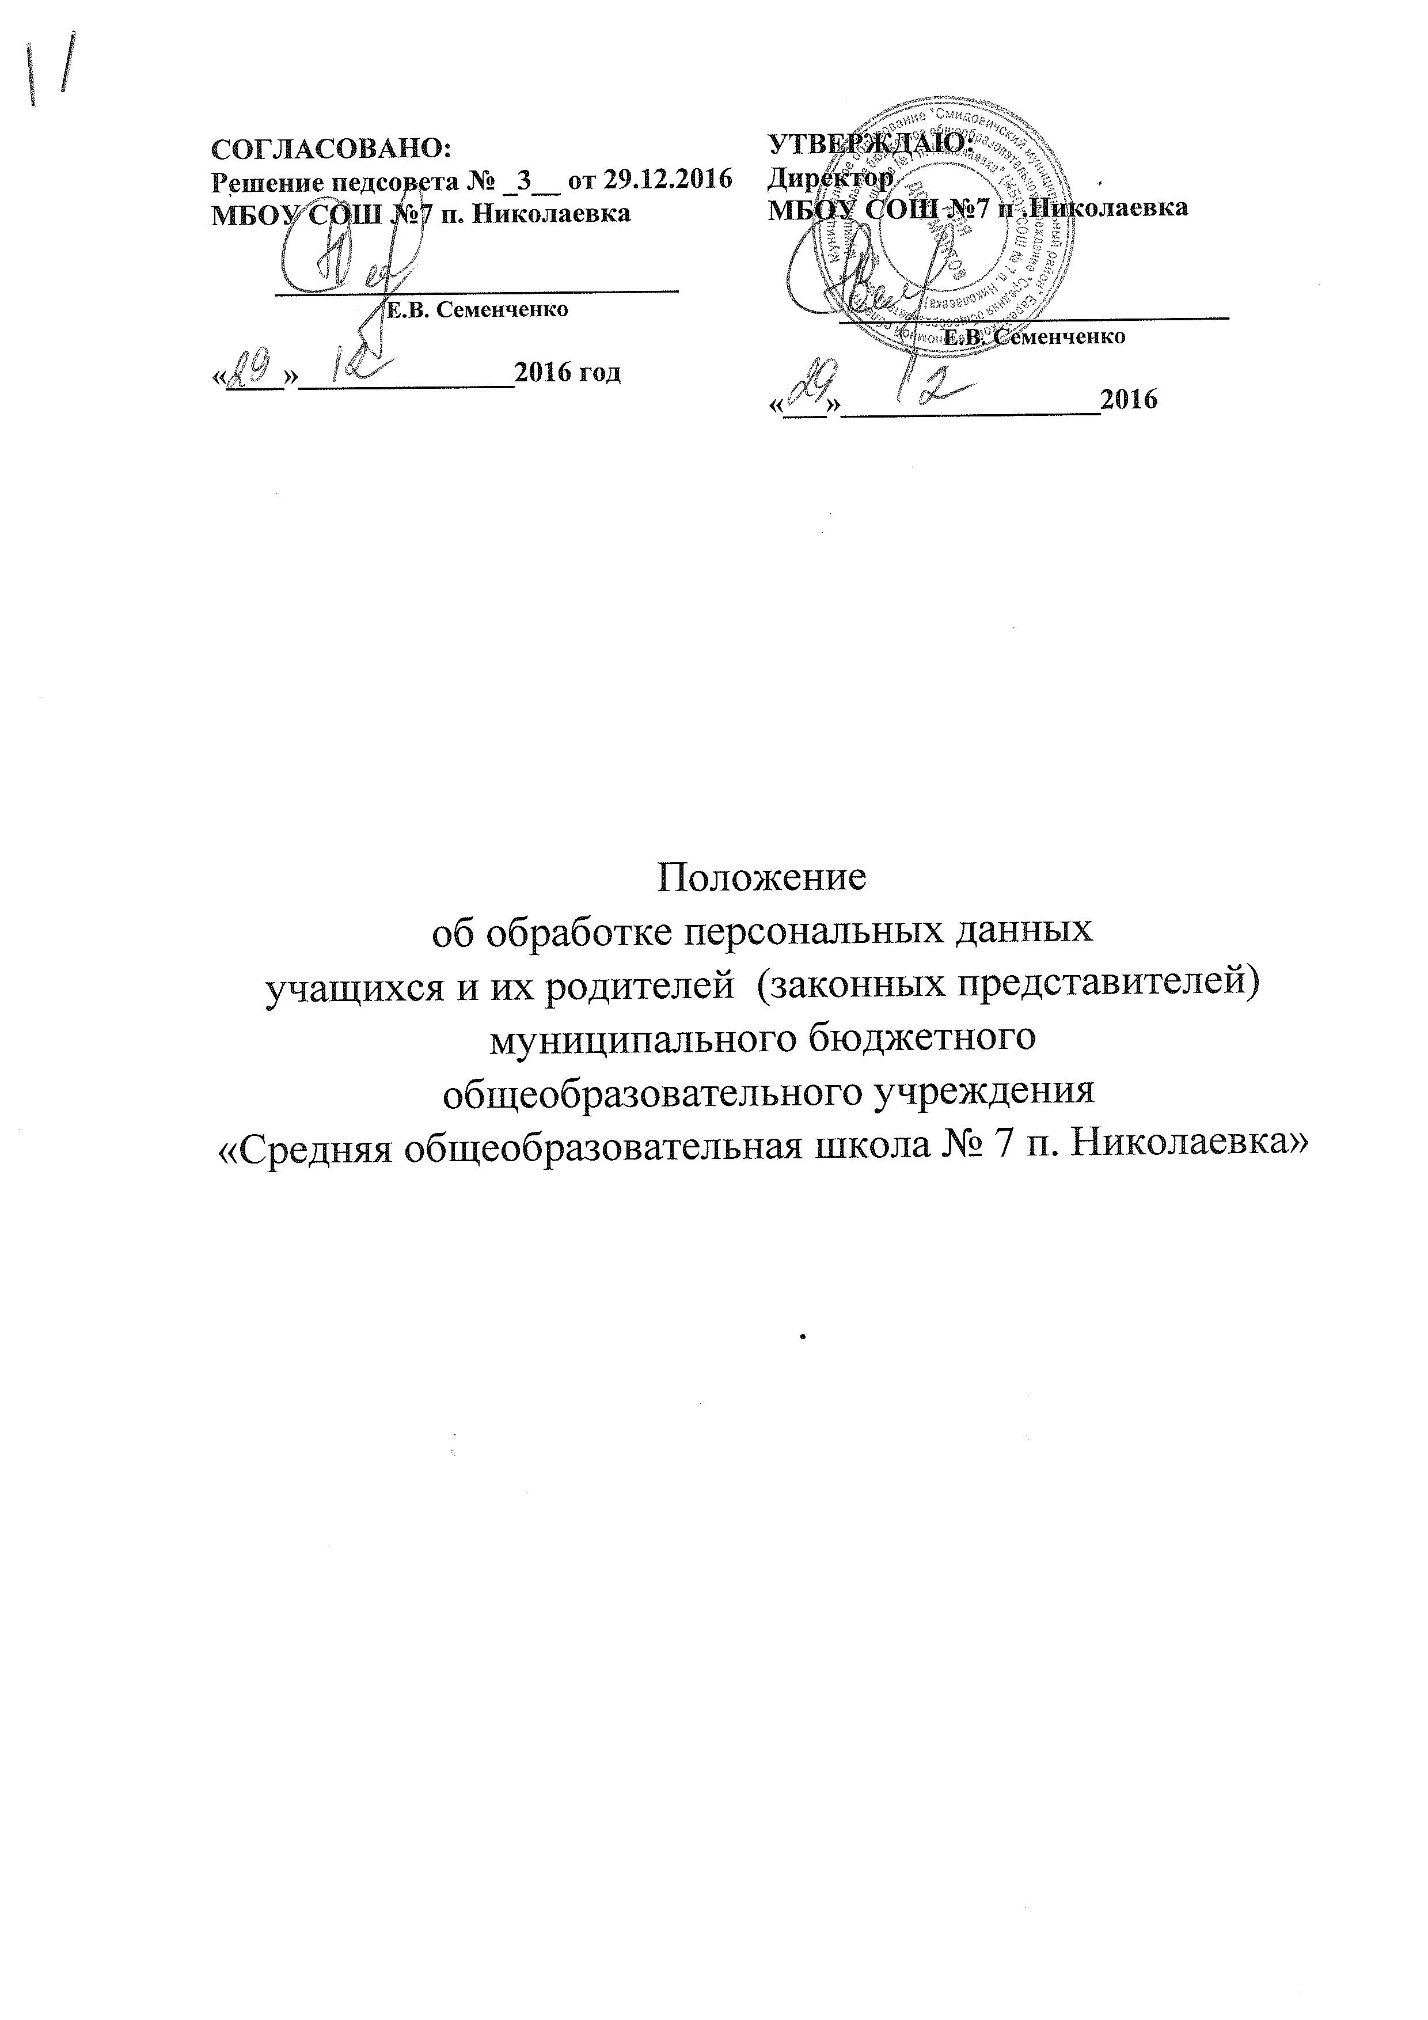 СОГЛАСОВАНО:
Решение педсовета № _3__ от 29.12.2016
МБОУ СОШ №7 п. Николаевка
Е.В. Семенченко
«29» 12 2016 год
УТВЕРЖДАЮ:
Директор
МБОУ СОШ №7 п .Николаевка
Е.В. Семенченко
«29» 12 2016
Положение
об обработке персональных данных
учащихся и их родителей (законных представителей)
муниципального бюджетного
общеобразовательного учреждения
«Средняя общеобразовательная школа № 7 п. Николаевка»